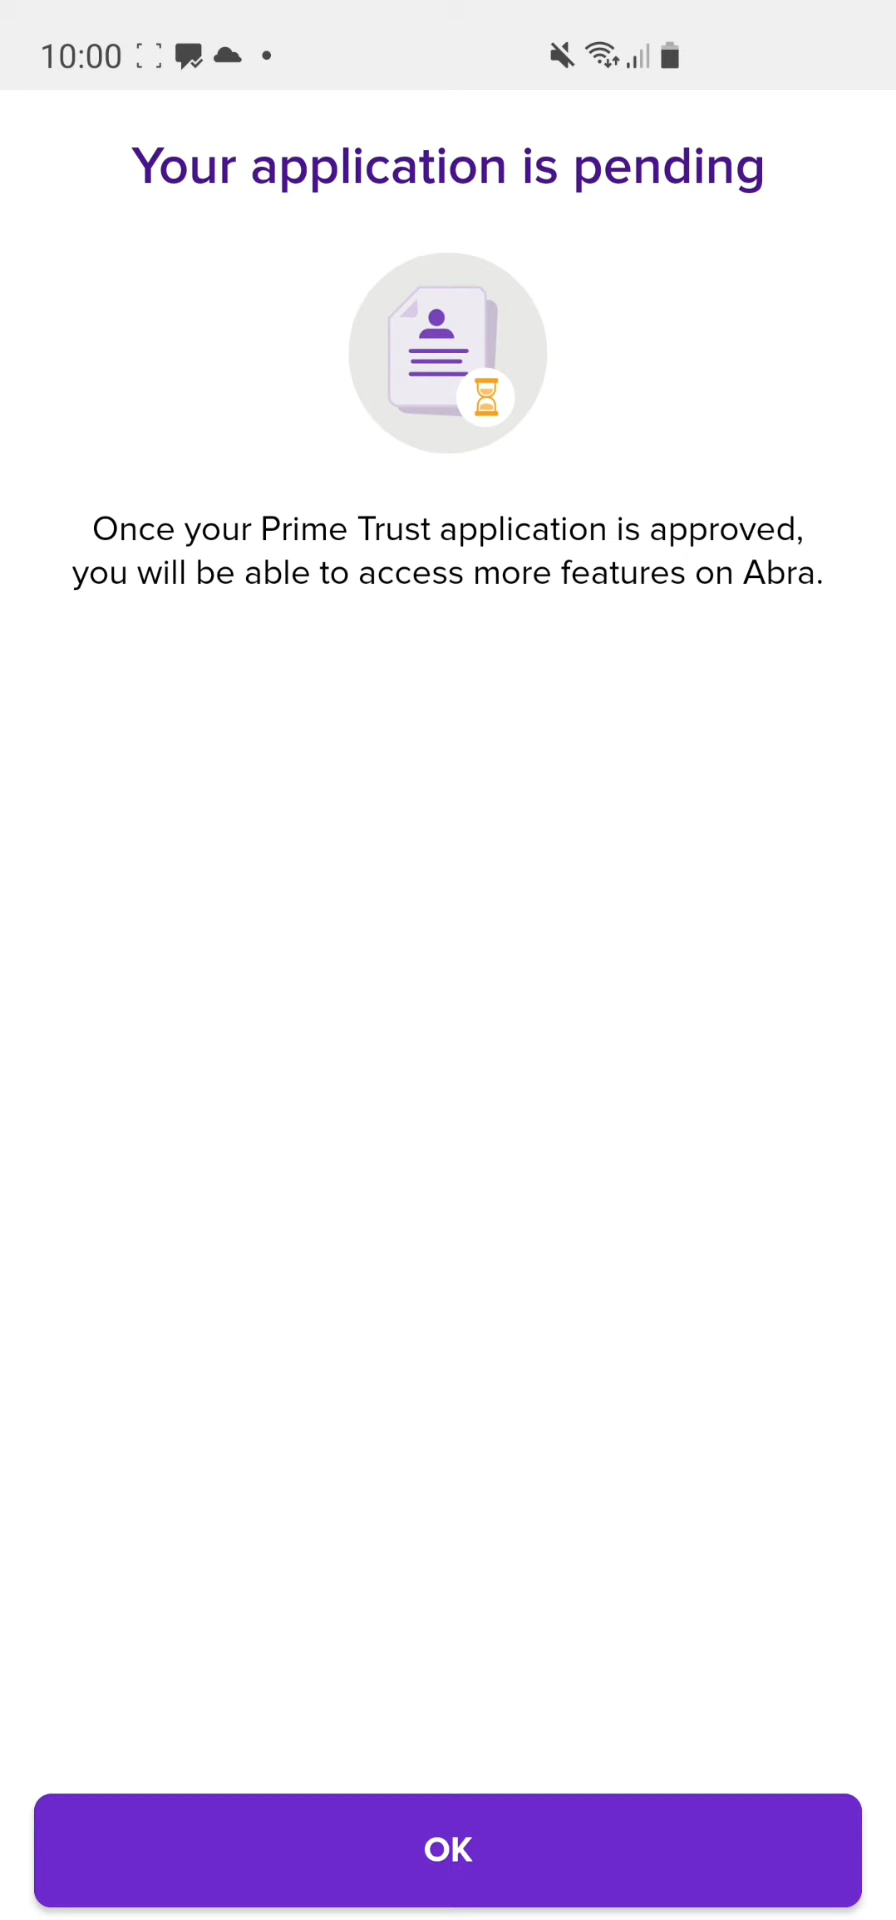 10:00
Your application is pending
Once your Prime Trust application is approved,
you will be able to access more features on Abra.
OK